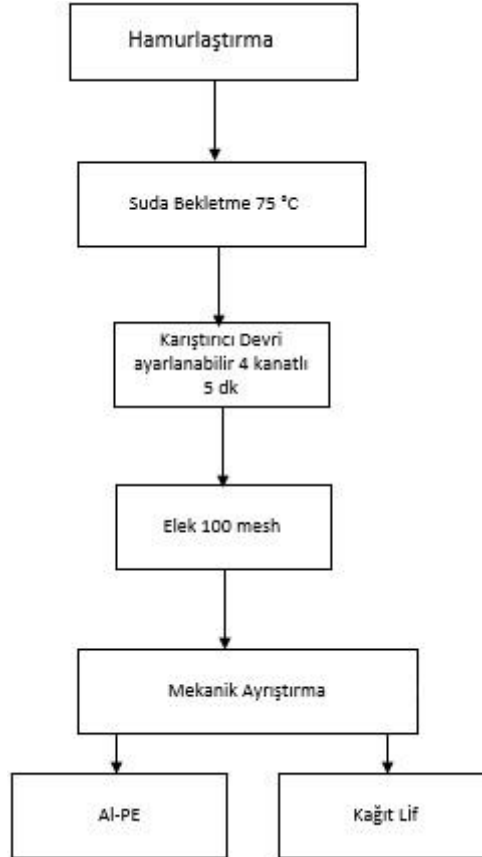 Hamurlaştırma
Suda Bekletme 75 °C
Karıştırıcı Devri
ayarlanabilir 4 kanatlı
5 dk
Elek 100 mesh
Mekanik Ayrıştırma
Al-PE
Kağıt Lif